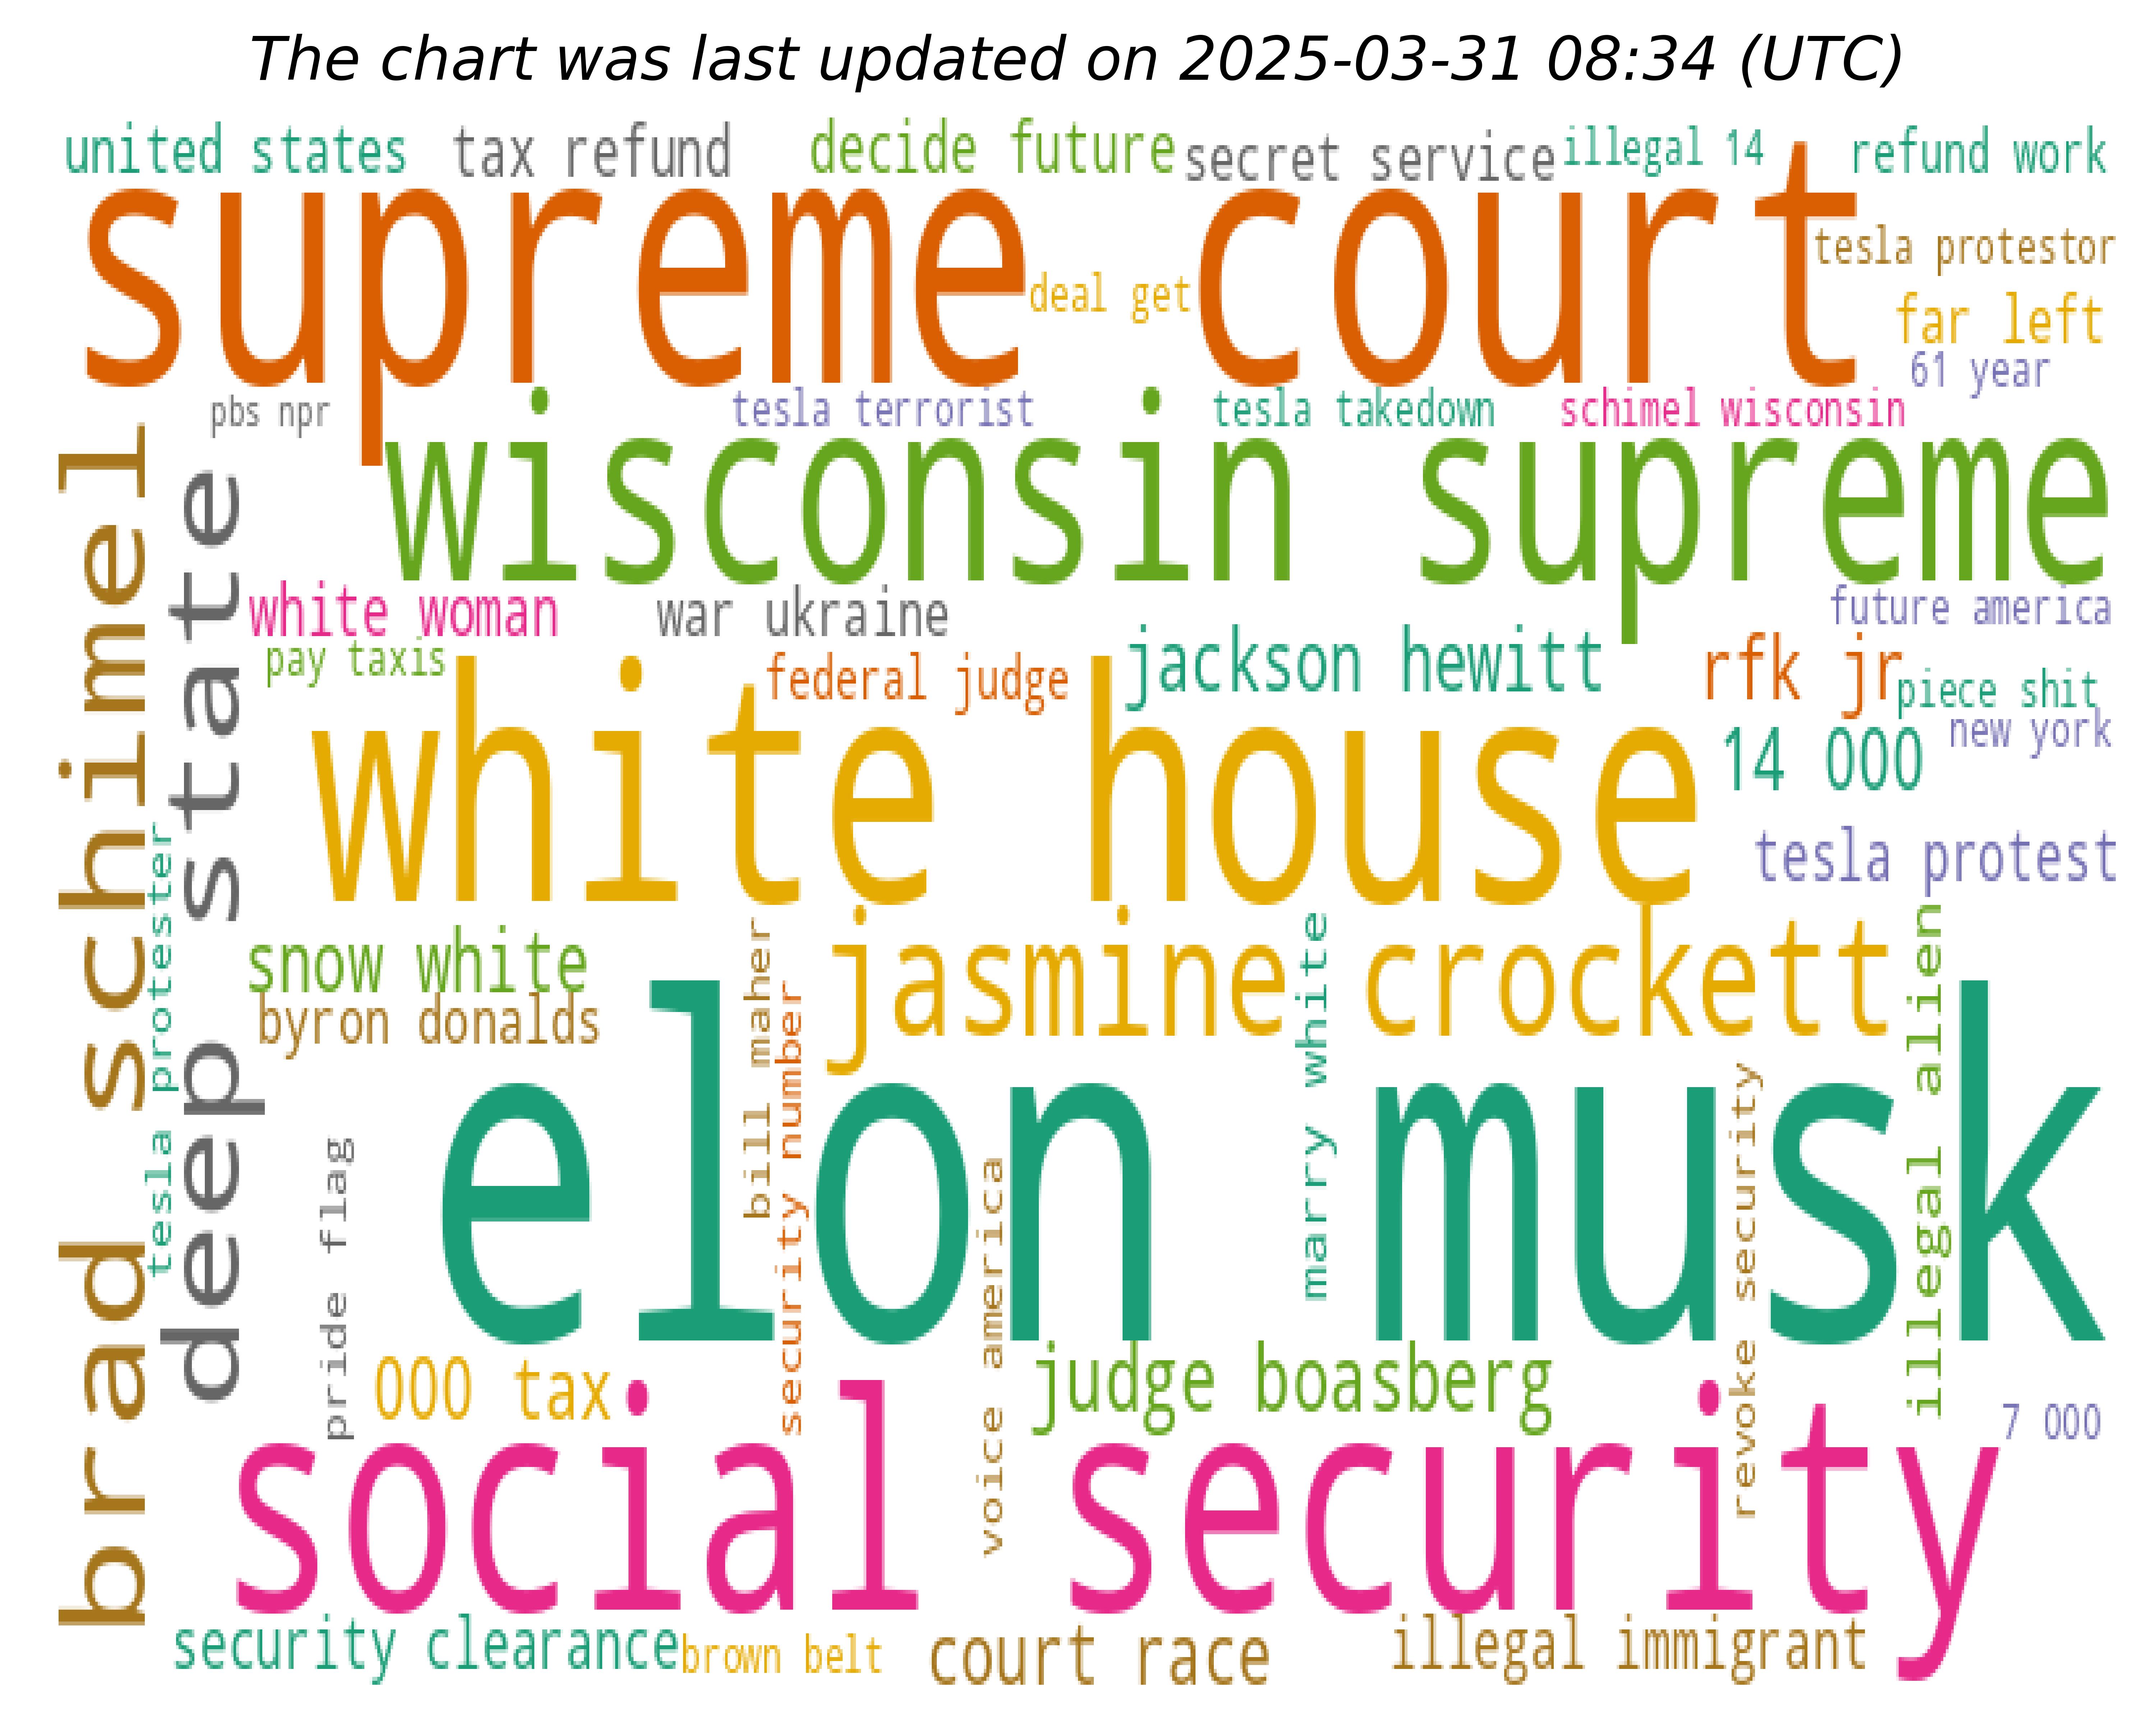 The chart was last updated on 2025-03-31 08:34 (UTC)
united states
tax refund
decide future
secret service
illegal 14
refund work
supreme court
tesla protestor
deal get
far left
61 year
pbs npr
tesla terrorist
tesla takedown
schimel wisconsin
wisconsin supreme
brad schimel
deep state
white woman
war ukraine
future america
pay taxis
federal judge
jackson hewitt
rfk jr
piece shit
new york
white house
14 000
tesla protest
tesla protester
snow white
bill maher
jasmine crockett
marry white
illegal alien
byron donalds
security number
elon musk
revoke security
pride flag
voice america
000 tax
judge boasberg
7 000
social security
security clearance
brown belt
court race
illegal immigrant